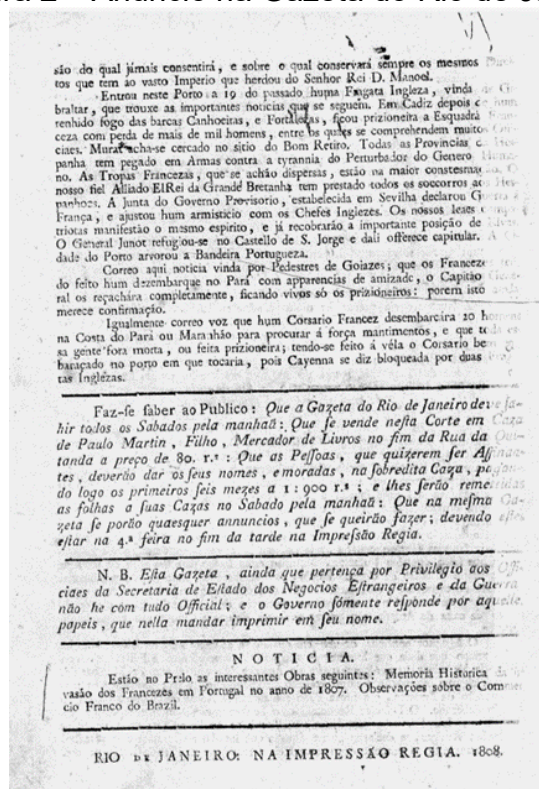 são do qual jámais consentirá, e sobre o qual conservará sempre os mesmos
tos que tem ao vasto Imperio que herdou do Senhor Rei D. Manoel.
Entrou neste Porto a 19 do passado huma Fragata Ingleza, vinda de G
braltar, que trouxe as importantes noticias que se seguem. Em Cadiz depois
renhido fogo das barcas Canhoeitas, e Fortalezas, ficou prizioneira a Esquadra
ceza com perda de mais de mil homens, entre os quaes se comprehendem muitos
ciaes. Murat acha-se cercado no sitio do Bom Retiro. Todas as Provincias
panha tem pegado em Armas contra a tyrannia do Perturbador do Genero
no. As Tropas Francezas, que se achão dispersas, estão na maior
nosso fiel Alliado ElRei da Grande Bretanha tem prestado todos os soccorros ao
panhoes. A Junta do Governo Provisorio, estabelecida em Sevilha declarou G
França, e ajustou hum armisticio com os Chefes Inglezes. Os nossos leaes
triotas manifestão o mesmo espirito, e já recobrarão a importante posição de
O General Junot refugiou-se no Castello de S. Jorge e dali offerece capitular.
dade do Porto arvorou a Bandeira Portugueza.
Correo aqui noticia vinda por Pedestres de Goiazes; que os Francezes
do feito hum dezembarque no Pará com apparencias de amizade, o Capitão
ral os reçachára completamente, ficando vivos só os prizioneiros: porem isto
merece confirmação.
Igualmente correo voz que hum Corsario Francez desembarcára 20 h
na Costa do Pará ou Maranhão para procurar á força mantimentos, e que
sa gente fora morta, ou feita prizioneira; tendo-se feito á véla o Corsario be
baraçado no porto em que tocaria, pois Cayenna se diz bloqueada por duas
tas Inglezas.
Faz-se saber ao Publico: Que a Gazeta do Rio de Janeiro deve
hir todos os Sabados pela manhaã: Que se vende nesta Corte em Caza
de Paulo Martin, Filho, Mercador de Livros no fim da Rua da
tanda a preço de 80. r.s: Que as Pessoas, que quizerem ser Assina
tes, deverão dar os seus nomes, e moradas, na sobredita Caza, pagan
do logo os primeiros seis mezes a 1:900 r.s; e lhes serão remetidas
as folhas a suas Cazas no Sabado pela manhaã: Que na mesma Ga
zeta se porão quaesquer annuncios, que se queirão fazer; devendo estes
estar na 4.ª feira no fim da tarde na Impressão Regia.
N. B. Esta Gazeta, ainda que pertença por Privilegio aos Offi
ciaes da Secretaria de Estado dos Negocios Estrangeiros e da Guerra
não he com tudo Official; e o Governo sómente responde por aquelle
papeis, que nella mandar imprimir em seu nome.
NOTICIA.
Estão no Prélo as interessantes Obras seguintes: Memoria Historica da
vasão dos Francezes em Portugal no anno de 1807. Observações sobre o Com
cio Franco do Brazil.
RIO DE JANEIRO: NA IMPRESSÃO REGIA. 1808.